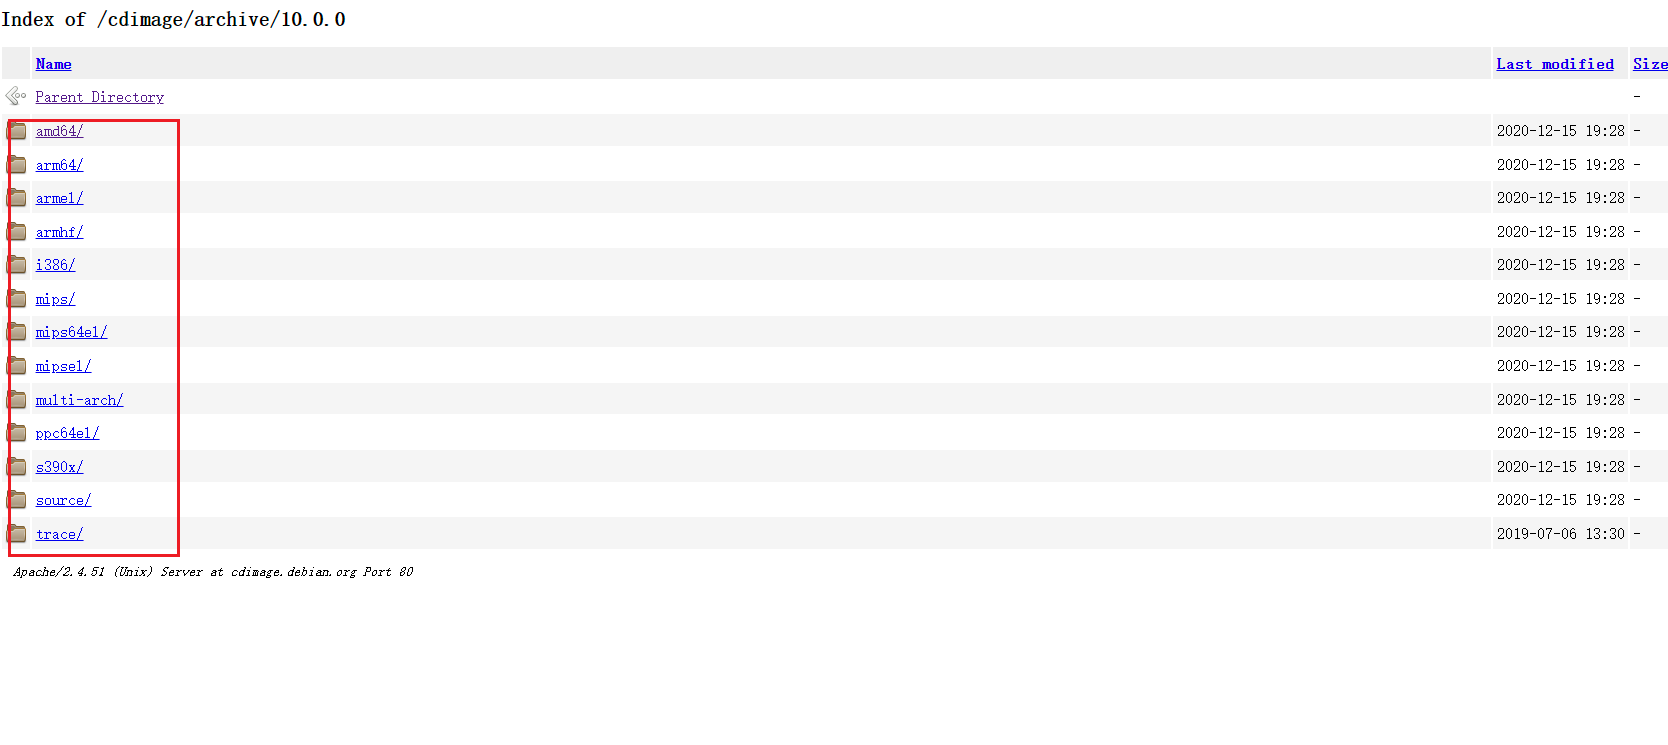 Index of /cdimage/archive/10.0.0
Name Last modified Size
Parent Directory -
amd64/ 2020-12-15 19:28 -
arm64/ 2020-12-15 19:28 -
armel/ 2020-12-15 19:28 -
armhf/ 2020-12-15 19:28 -
i386/ 2020-12-15 19:28 -
mips/ 2020-12-15 19:28 -
mips64el/ 2020-12-15 19:28 -
mipsel/ 2020-12-15 19:28 -
multi-arch/ 2020-12-15 19:28 -
ppc64el/ 2020-12-15 19:28 -
s390x/ 2020-12-15 19:28 -
source/ 2020-12-15 19:28 -
trace/ 2019-07-06 13:30 -
Apache/2.4.51 (Unix) Server at cdimage.debian.org Port 80